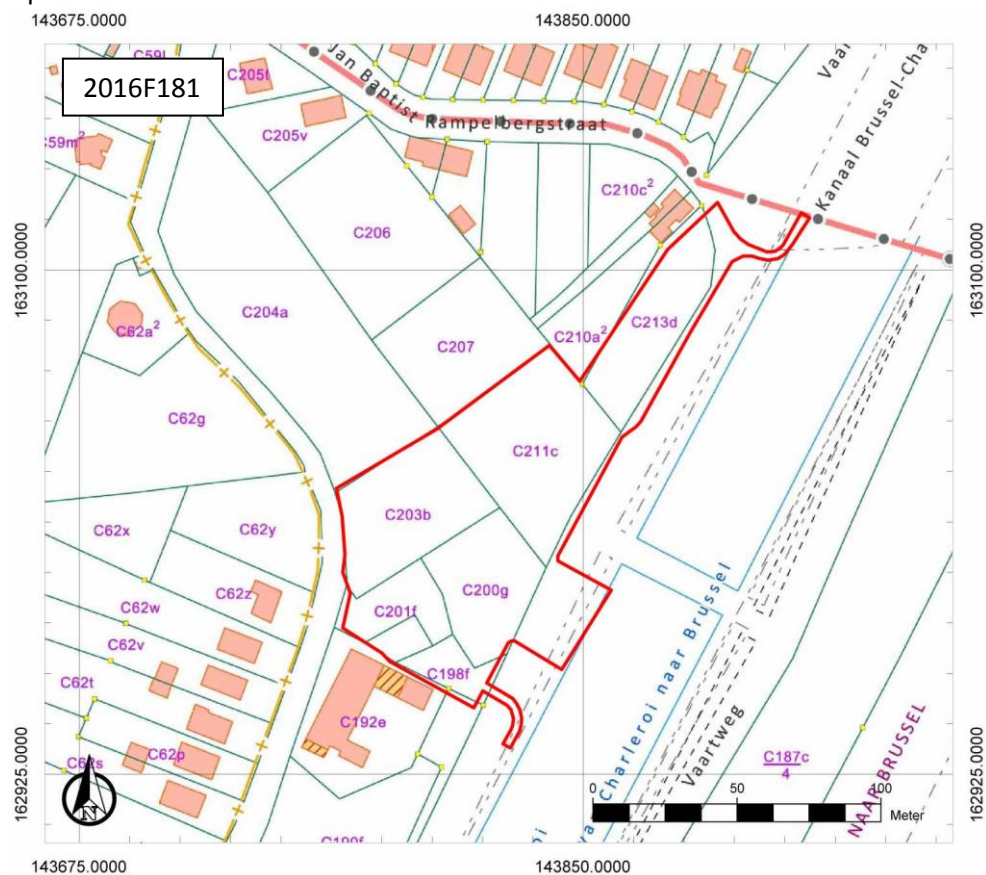 143675.0000
143850.0000
2016F181
C59l
C205t
C205v
C59m²
Jan Baptist Rampelbergstraat
Vaar
Kanaal Brussel-Cha
C210c²
C206
163100.0000
163100.0000
C204a
C62a²
C207
C210a²
C213d
C62g
C211c
C203b
C62x
C62y
C62z
C200g
C62w
C201f
C62v
C198f
C62t
C192e
C62p
C62s
Charleroi naar Brussel
Vaartweg
C187c
4
NAAR BRUSSEL
162925.0000
162925.0000
N
0
50
100
Meter
C190f
143675.0000
143850.0000